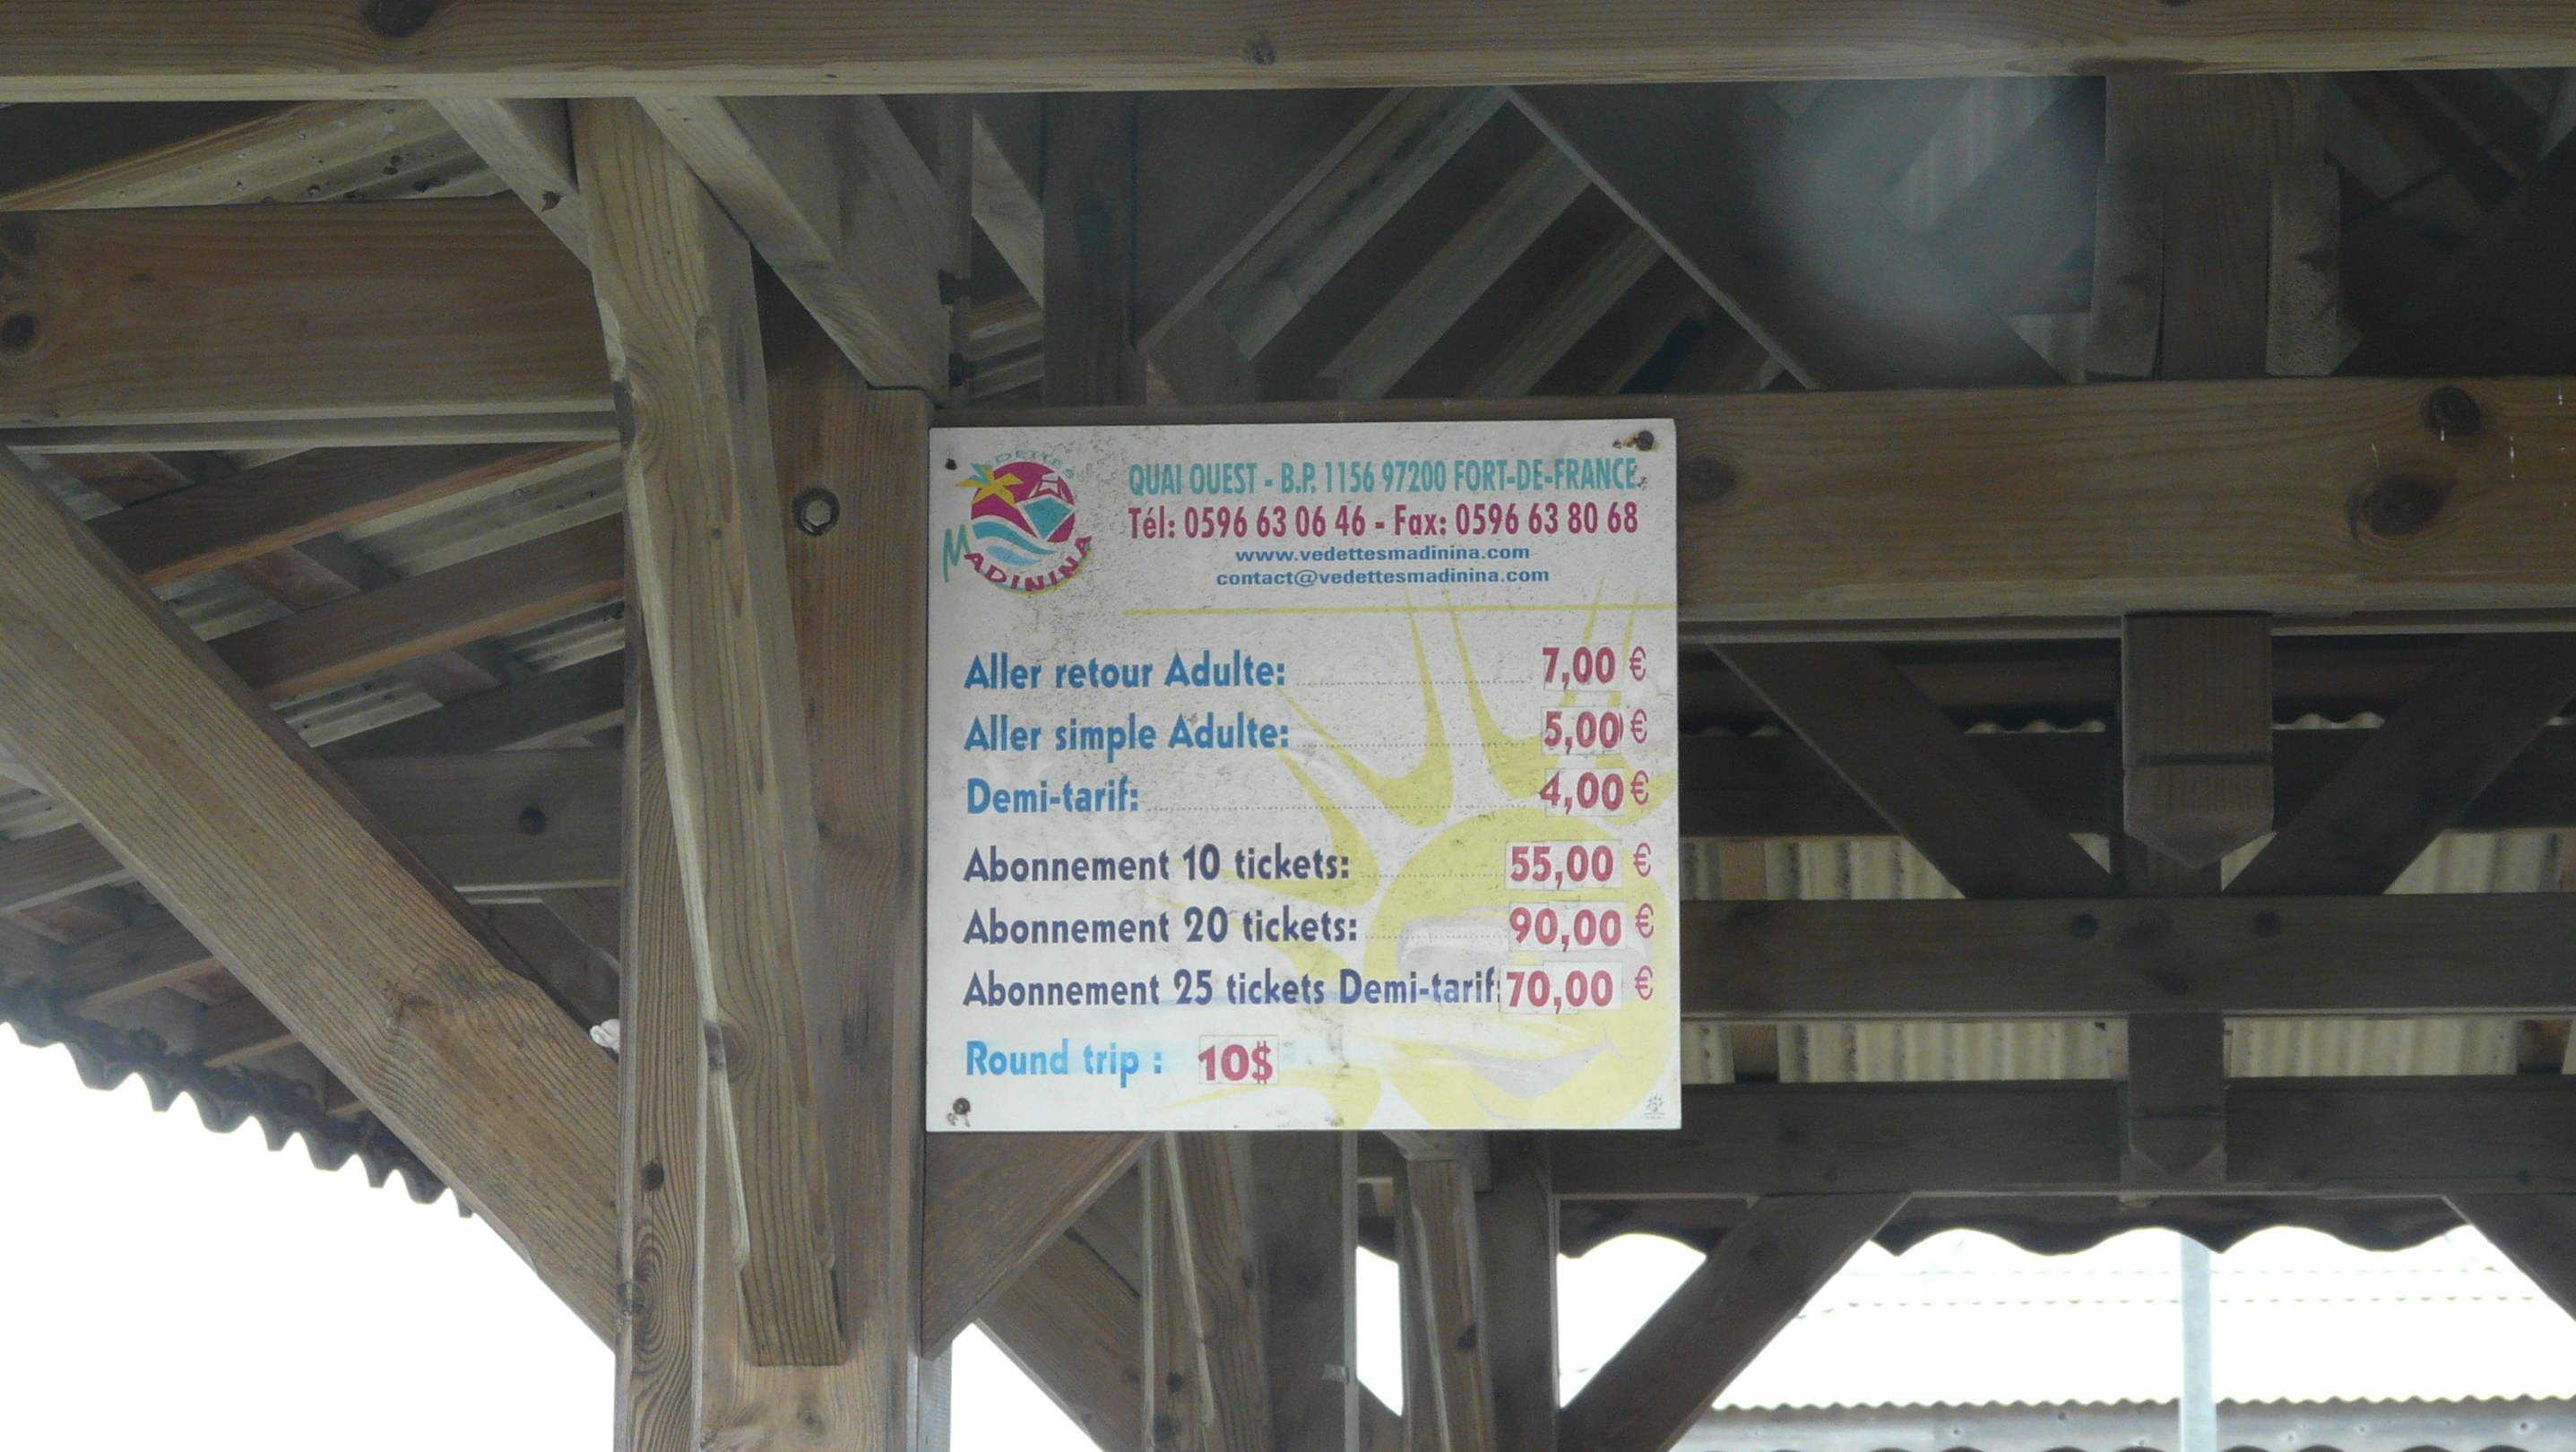 VEDETTES
MADININA
QUAI OUEST - B.P. 1156 97200 FORT-DE-FRANCE
Tél: 0596 63 06 46 - Fax: 0596 63 80 68
www.vedettesmadinina.com
contact@vedettesmadinina.com
Aller retour Adulte: 7,00 €
Aller simple Adulte: 5,00 €
Demi-tarif: 4,00 €
Abonnement 10 tickets: 55,00 €
Abonnement 20 tickets: 90,00 €
Abonnement 25 tickets Demi-tarif: 70,00 €
Round trip : 10$